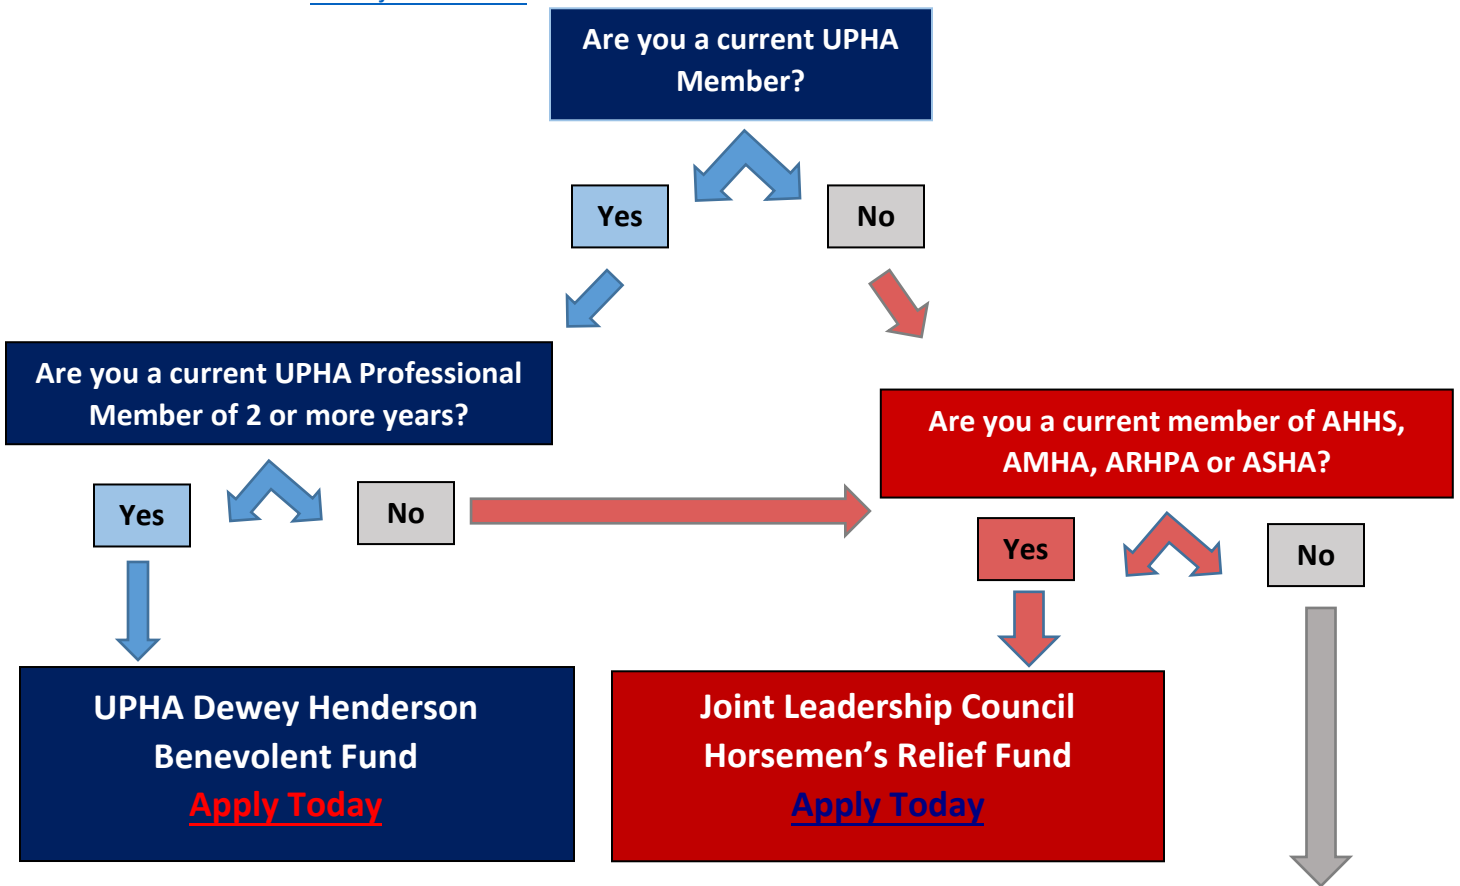 Are you a current UPHA
Member?
Yes
No
Are you a current UPHA Professional
Member of 2 or more years?
Are you a current member of AHHS,
AMHA, ARHPA or ASHA?
Yes
No
Yes
No
UPHA Dewey Henderson
Benevolent Fund
Apply Today
Joint Leadership Council
Horsemen’s Relief Fund
Apply Today